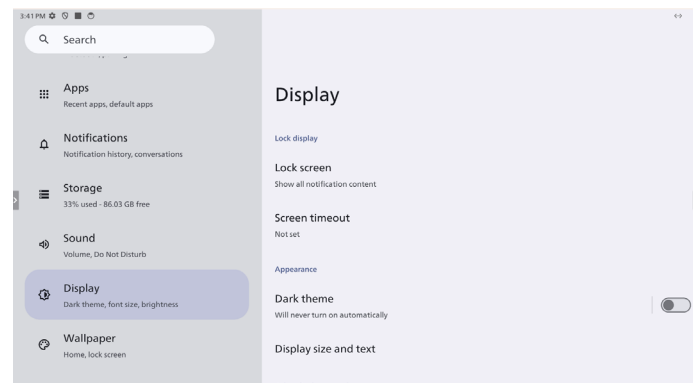 3:41 PM
Search
Apps
Recent apps, default apps
Notifications
Notification history, conversations
Storage
33% used - 86.03 GB free
Sound
Volume, Do Not Disturb
Display
Dark theme, font size, brightness
Wallpaper
Home, lock screen
Display
Lock display
Lock screen
Show all notification content
Screen timeout
Not set
Appearance
Dark theme
Will never turn on automatically
Display size and text